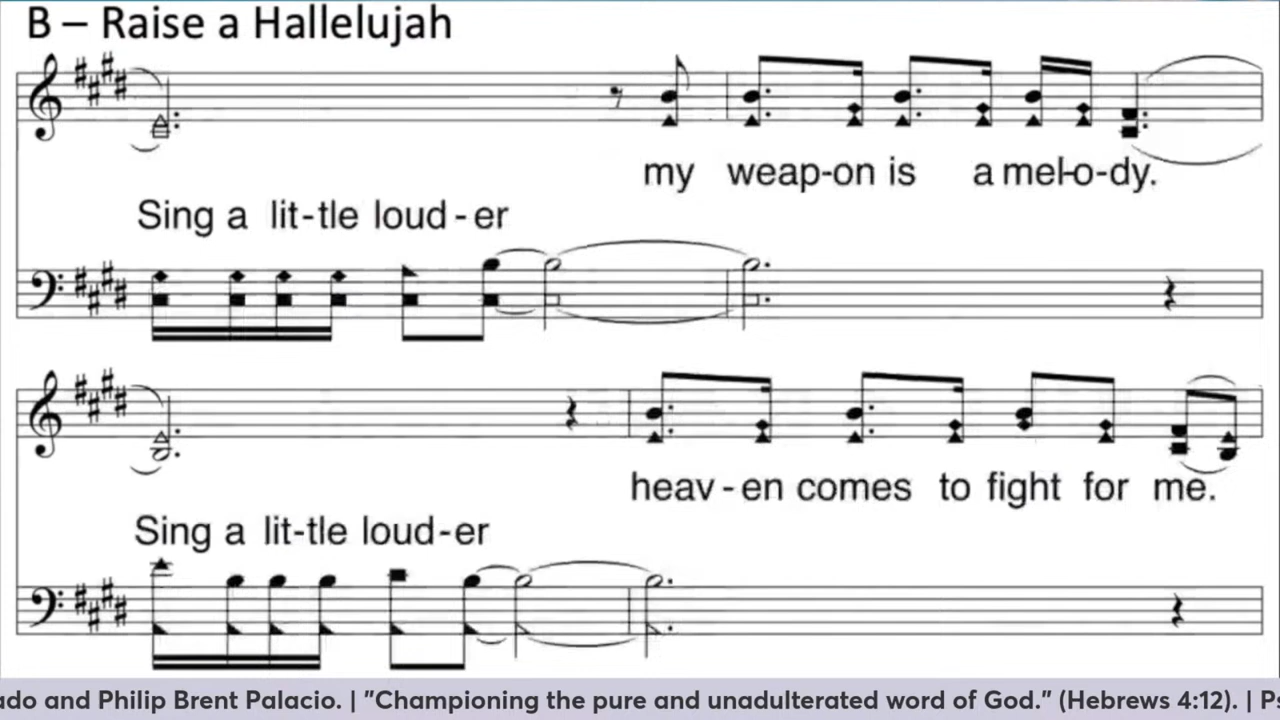 B – Raise a Hallelujah
my weap-on is a mel-o-dy.
Sing a lit-tle loud-er
heav-en comes to fight for me.
Sing a lit-tle loud-er
ado and Philip Brent Palacio. | "Championing the pure and unadulterated word of God." (Hebrews 4:12). | Ps